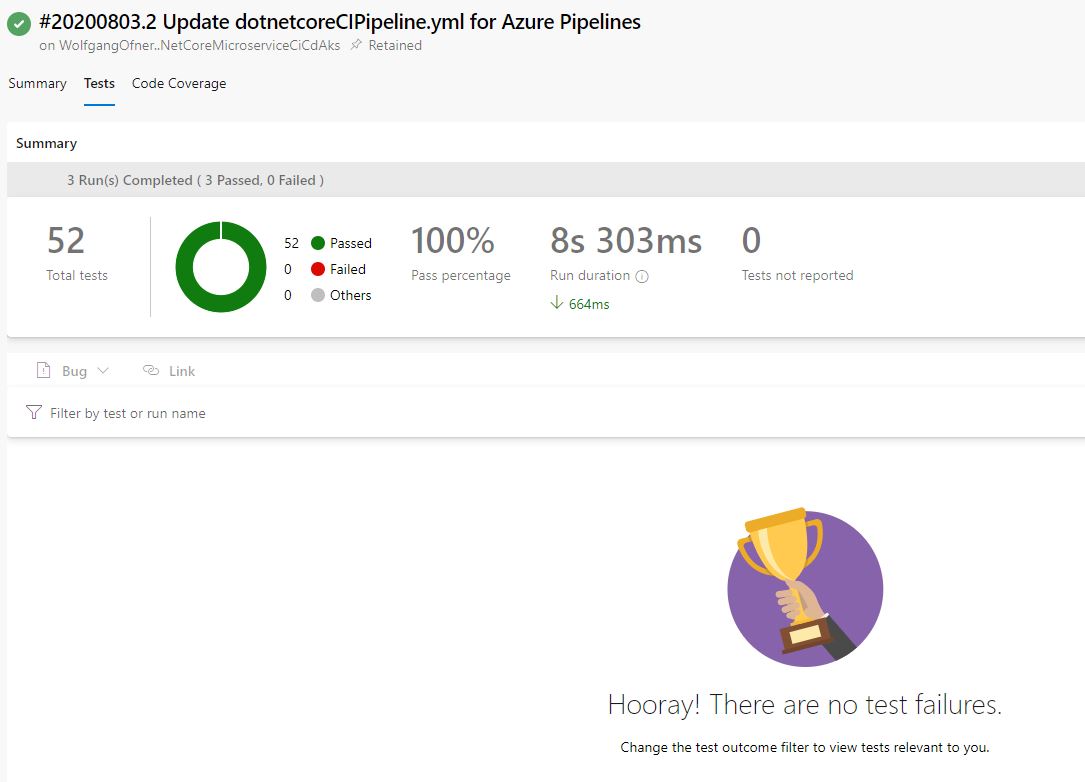 #20200803.2 Update dotnetcoreCIPipeline.yml for Azure Pipelines
on WolfgangOfner..NetCoreMicroserviceCiCdAks Retained
Summary Tests Code Coverage
Summary
3 Run(s) Completed ( 3 Passed, 0 Failed )
52
Total tests
52 Passed
0 Failed
0 Others
100%
Pass percentage
8s 303ms
Run duration
664ms
0
Tests not reported
Bug Link
Filter by test or run name
Hooray! There are no test failures.
Change the test outcome filter to view tests relevant to you.